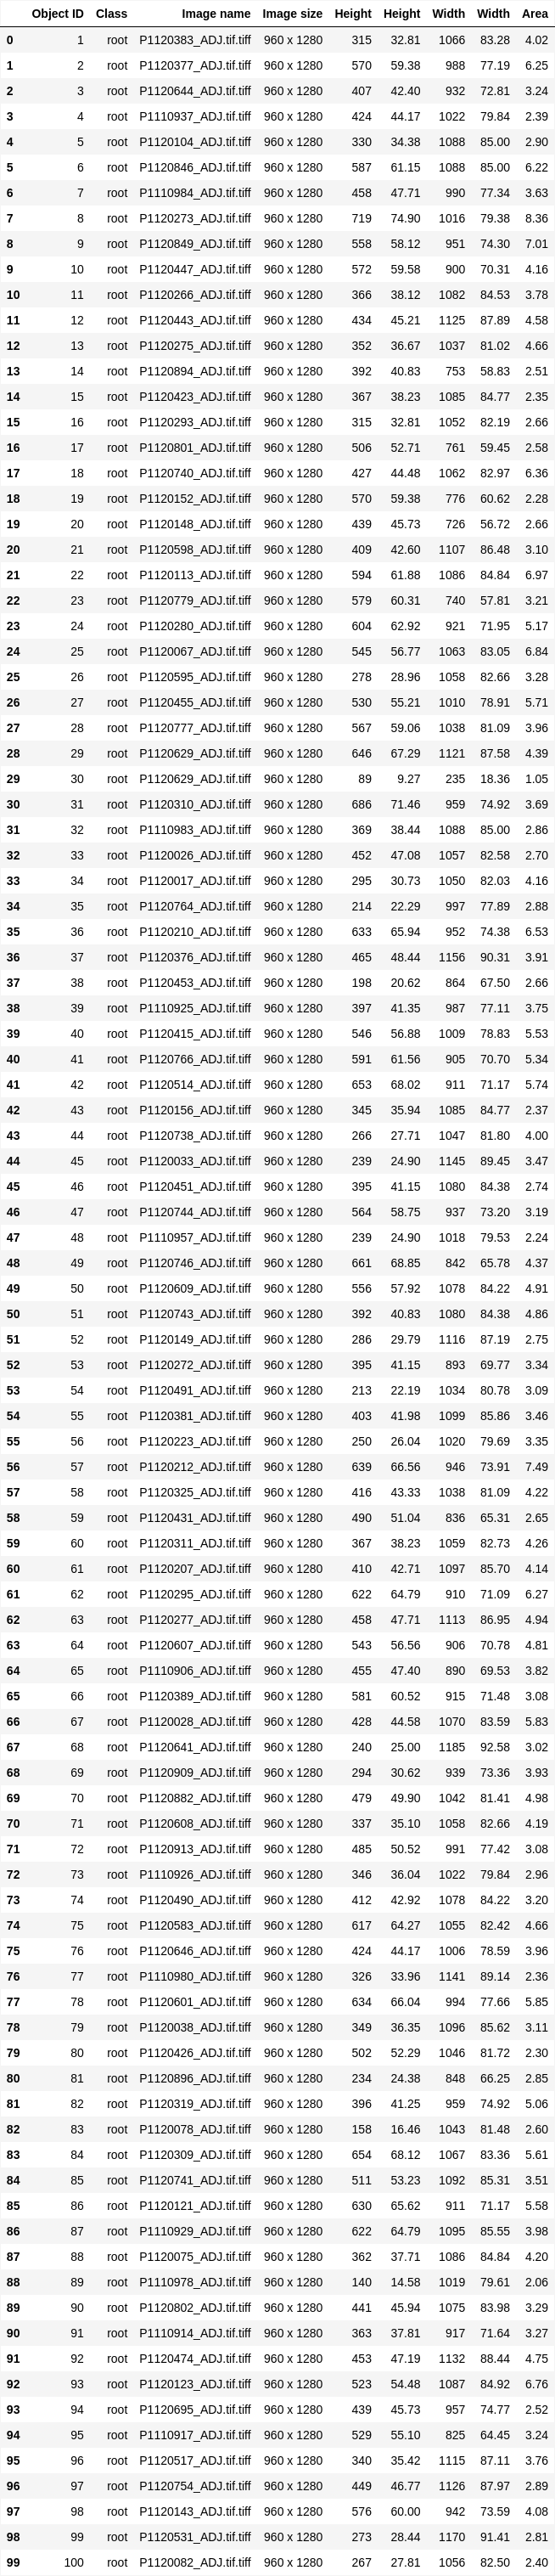 Object ID Class Image name Image size Height Height Width Width Area
0 1 root P1120383_ADJ.tif.tiff 960 x 1280 315 32.81 1066 83.28 4.02
1 2 root P1120377_ADJ.tif.tiff 960 x 1280 570 59.38 988 77.19 6.25
2 3 root P1120644_ADJ.tif.tiff 960 x 1280 407 42.40 932 72.81 3.24
3 4 root P1110937_ADJ.tif.tiff 960 x 1280 424 44.17 1022 79.84 2.39
4 5 root P1120104_ADJ.tif.tiff 960 x 1280 330 34.38 1088 85.00 2.90
5 6 root P1120846_ADJ.tif.tiff 960 x 1280 587 61.15 1088 85.00 6.22
6 7 root P1110984_ADJ.tif.tiff 960 x 1280 458 47.71 990 77.34 3.63
7 8 root P1120273_ADJ.tif.tiff 960 x 1280 719 74.90 1016 79.38 8.36
8 9 root P1120849_ADJ.tif.tiff 960 x 1280 558 58.12 951 74.30 7.01
9 10 root P1120447_ADJ.tif.tiff 960 x 1280 572 59.58 900 70.31 4.16
10 11 root P1120266_ADJ.tif.tiff 960 x 1280 366 38.12 1082 84.53 3.78
11 12 root P1120443_ADJ.tif.tiff 960 x 1280 434 45.21 1125 87.89 4.58
12 13 root P1120275_ADJ.tif.tiff 960 x 1280 352 36.67 1037 81.02 4.66
13 14 root P1120894_ADJ.tif.tiff 960 x 1280 392 40.83 753 58.83 2.51
14 15 root P1120423_ADJ.tif.tiff 960 x 1280 367 38.23 1085 84.77 2.35
15 16 root P1120293_ADJ.tif.tiff 960 x 1280 315 32.81 1052 82.19 2.66
16 17 root P1120801_ADJ.tif.tiff 960 x 1280 506 52.71 761 59.45 2.58
17 18 root P1120740_ADJ.tif.tiff 960 x 1280 427 44.48 1062 82.97 6.36
18 19 root P1120152_ADJ.tif.tiff 960 x 1280 570 59.38 776 60.62 2.28
19 20 root P1120148_ADJ.tif.tiff 960 x 1280 439 45.73 726 56.72 2.66
20 21 root P1120598_ADJ.tif.tiff 960 x 1280 409 42.60 1107 86.48 3.10
21 22 root P1120113_ADJ.tif.tiff 960 x 1280 594 61.88 1086 84.84 6.97
22 23 root P1120779_ADJ.tif.tiff 960 x 1280 579 60.31 740 57.81 3.21
23 24 root P1120280_ADJ.tif.tiff 960 x 1280 604 62.92 921 71.95 5.17
24 25 root P1120067_ADJ.tif.tiff 960 x 1280 545 56.77 1063 83.05 6.84
25 26 root P1120595_ADJ.tif.tiff 960 x 1280 278 28.96 1058 82.66 3.28
26 27 root P1120455_ADJ.tif.tiff 960 x 1280 530 55.21 1010 78.91 5.71
27 28 root P1120777_ADJ.tif.tiff 960 x 1280 567 59.06 1038 81.09 3.96
28 29 root P1120629_ADJ.tif.tiff 960 x 1280 646 67.29 1121 87.58 4.39
29 30 root P1120629_ADJ.tif.tiff 960 x 1280 89 9.27 235 18.36 1.05
30 31 root P1120310_ADJ.tif.tiff 960 x 1280 686 71.46 959 74.92 3.69
31 32 root P1110983_ADJ.tif.tiff 960 x 1280 369 38.44 1088 85.00 2.86
32 33 root P1120026_ADJ.tif.tiff 960 x 1280 452 47.08 1057 82.58 2.70
33 34 root P1120017_ADJ.tif.tiff 960 x 1280 295 30.73 1050 82.03 4.16
34 35 root P1120764_ADJ.tif.tiff 960 x 1280 214 22.29 997 77.89 2.88
35 36 root P1120210_ADJ.tif.tiff 960 x 1280 633 65.94 952 74.38 6.53
36 37 root P1120376_ADJ.tif.tiff 960 x 1280 465 48.44 1156 90.31 3.91
37 38 root P1120453_ADJ.tif.tiff 960 x 1280 198 20.62 864 67.50 2.66
38 39 root P1110925_ADJ.tif.tiff 960 x 1280 397 41.35 987 77.11 3.75
39 40 root P1120415_ADJ.tif.tiff 960 x 1280 546 56.88 1009 78.83 5.53
40 41 root P1120766_ADJ.tif.tiff 960 x 1280 591 61.56 905 70.70 5.34
41 42 root P1120514_ADJ.tif.tiff 960 x 1280 653 68.02 911 71.17 5.74
42 43 root P1120156_ADJ.tif.tiff 960 x 1280 345 35.94 1085 84.77 2.37
43 44 root P1120738_ADJ.tif.tiff 960 x 1280 266 27.71 1047 81.80 4.00
44 45 root P1120033_ADJ.tif.tiff 960 x 1280 239 24.90 1145 89.45 3.47
45 46 root P1120451_ADJ.tif.tiff 960 x 1280 395 41.15 1080 84.38 2.74
46 47 root P1120744_ADJ.tif.tiff 960 x 1280 564 58.75 937 73.20 3.19
47 48 root P1110957_ADJ.tif.tiff 960 x 1280 239 24.90 1018 79.53 2.24
48 49 root P1120746_ADJ.tif.tiff 960 x 1280 661 68.85 842 65.78 4.37
49 50 root P1120609_ADJ.tif.tiff 960 x 1280 556 57.92 1078 84.22 4.91
50 51 root P1120743_ADJ.tif.tiff 960 x 1280 392 40.83 1080 84.38 4.86
51 52 root P1120149_ADJ.tif.tiff 960 x 1280 286 29.79 1116 87.19 2.75
52 53 root P1120272_ADJ.tif.tiff 960 x 1280 395 41.15 893 69.77 3.34
53 54 root P1120491_ADJ.tif.tiff 960 x 1280 213 22.19 1034 80.78 3.09
54 55 root P1120381_ADJ.tif.tiff 960 x 1280 403 41.98 1099 85.86 3.46
55 56 root P1120223_ADJ.tif.tiff 960 x 1280 250 26.04 1020 79.69 3.35
56 57 root P1120212_ADJ.tif.tiff 960 x 1280 639 66.56 946 73.91 7.49
57 58 root P1120325_ADJ.tif.tiff 960 x 1280 416 43.33 1038 81.09 4.22
58 59 root P1120431_ADJ.tif.tiff 960 x 1280 490 51.04 836 65.31 2.65
59 60 root P1120311_ADJ.tif.tiff 960 x 1280 367 38.23 1059 82.73 4.26
60 61 root P1120207_ADJ.tif.tiff 960 x 1280 410 42.71 1097 85.70 4.14
61 62 root P1120295_ADJ.tif.tiff 960 x 1280 622 64.79 910 71.09 6.27
62 63 root P1120277_ADJ.tif.tiff 960 x 1280 458 47.71 1113 86.95 4.94
63 64 root P1120607_ADJ.tif.tiff 960 x 1280 543 56.56 906 70.78 4.81
64 65 root P1110906_ADJ.tif.tiff 960 x 1280 455 47.40 890 69.53 3.82
65 66 root P1120389_ADJ.tif.tiff 960 x 1280 581 60.52 915 71.48 3.08
66 67 root P1120028_ADJ.tif.tiff 960 x 1280 428 44.58 1070 83.59 5.83
67 68 root P1120641_ADJ.tif.tiff 960 x 1280 240 25.00 1185 92.58 3.02
68 69 root P1120909_ADJ.tif.tiff 960 x 1280 294 30.62 939 73.36 3.93
69 70 root P1120882_ADJ.tif.tiff 960 x 1280 479 49.90 1042 81.41 4.98
70 71 root P1120608_ADJ.tif.tiff 960 x 1280 337 35.10 1058 82.66 4.19
71 72 root P1120913_ADJ.tif.tiff 960 x 1280 485 50.52 991 77.42 3.08
72 73 root P1110926_ADJ.tif.tiff 960 x 1280 346 36.04 1022 79.84 2.96
73 74 root P1120490_ADJ.tif.tiff 960 x 1280 412 42.92 1078 84.22 3.20
74 75 root P1120583_ADJ.tif.tiff 960 x 1280 617 64.27 1055 82.42 4.66
75 76 root P1120646_ADJ.tif.tiff 960 x 1280 424 44.17 1006 78.59 3.96
76 77 root P1110980_ADJ.tif.tiff 960 x 1280 326 33.96 1141 89.14 2.36
77 78 root P1120601_ADJ.tif.tiff 960 x 1280 634 66.04 994 77.66 5.85
78 79 root P1120038_ADJ.tif.tiff 960 x 1280 349 36.35 1096 85.62 3.11
79 80 root P1120426_ADJ.tif.tiff 960 x 1280 502 52.29 1046 81.72 2.30
80 81 root P1120896_ADJ.tif.tiff 960 x 1280 234 24.38 848 66.25 2.85
81 82 root P1120319_ADJ.tif.tiff 960 x 1280 396 41.25 959 74.92 5.06
82 83 root P1120078_ADJ.tif.tiff 960 x 1280 158 16.46 1043 81.48 2.60
83 84 root P1120309_ADJ.tif.tiff 960 x 1280 654 68.12 1067 83.36 5.61
84 85 root P1120741_ADJ.tif.tiff 960 x 1280 511 53.23 1092 85.31 3.51
85 86 root P1120121_ADJ.tif.tiff 960 x 1280 630 65.62 911 71.17 5.58
86 87 root P1110929_ADJ.tif.tiff 960 x 1280 622 64.79 1095 85.55 3.98
87 88 root P1120075_ADJ.tif.tiff 960 x 1280 362 37.71 1086 84.84 4.20
88 89 root P1110978_ADJ.tif.tiff 960 x 1280 140 14.58 1019 79.61 2.06
89 90 root P1120802_ADJ.tif.tiff 960 x 1280 441 45.94 1075 83.98 3.29
90 91 root P1110914_ADJ.tif.tiff 960 x 1280 363 37.81 917 71.64 3.27
91 92 root P1120474_ADJ.tif.tiff 960 x 1280 453 47.19 1132 88.44 4.75
92 93 root P1120123_ADJ.tif.tiff 960 x 1280 523 54.48 1087 84.92 6.76
93 94 root P1120695_ADJ.tif.tiff 960 x 1280 439 45.73 957 74.77 2.52
94 95 root P1110917_ADJ.tif.tiff 960 x 1280 529 55.10 825 64.45 3.24
95 96 root P1120517_ADJ.tif.tiff 960 x 1280 340 35.42 1115 87.11 3.76
96 97 root P1120754_ADJ.tif.tiff 960 x 1280 449 46.77 1126 87.97 2.89
97 98 root P1120143_ADJ.tif.tiff 960 x 1280 576 60.00 942 73.59 4.08
98 99 root P1120531_ADJ.tif.tiff 960 x 1280 273 28.44 1170 91.41 2.81
99 100 root P1120082_ADJ.tif.tiff 960 x 1280 267 27.81 1056 82.50 2.40